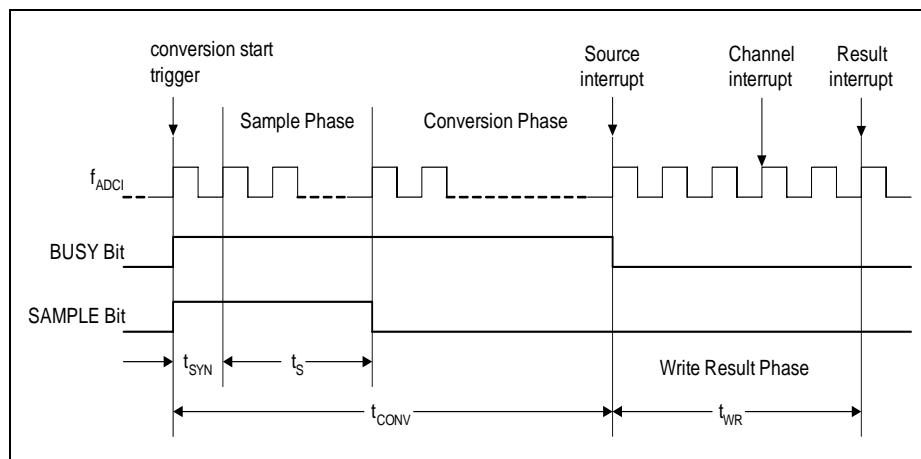 conversion start
trigger
Source
interrupt
Channel
interrupt
Result
interrupt
Sample Phase
Conversion Phase
fADCI
BUSY Bit
SAMPLE Bit
tSYN
tS
Write Result Phase
tCONV
tWR